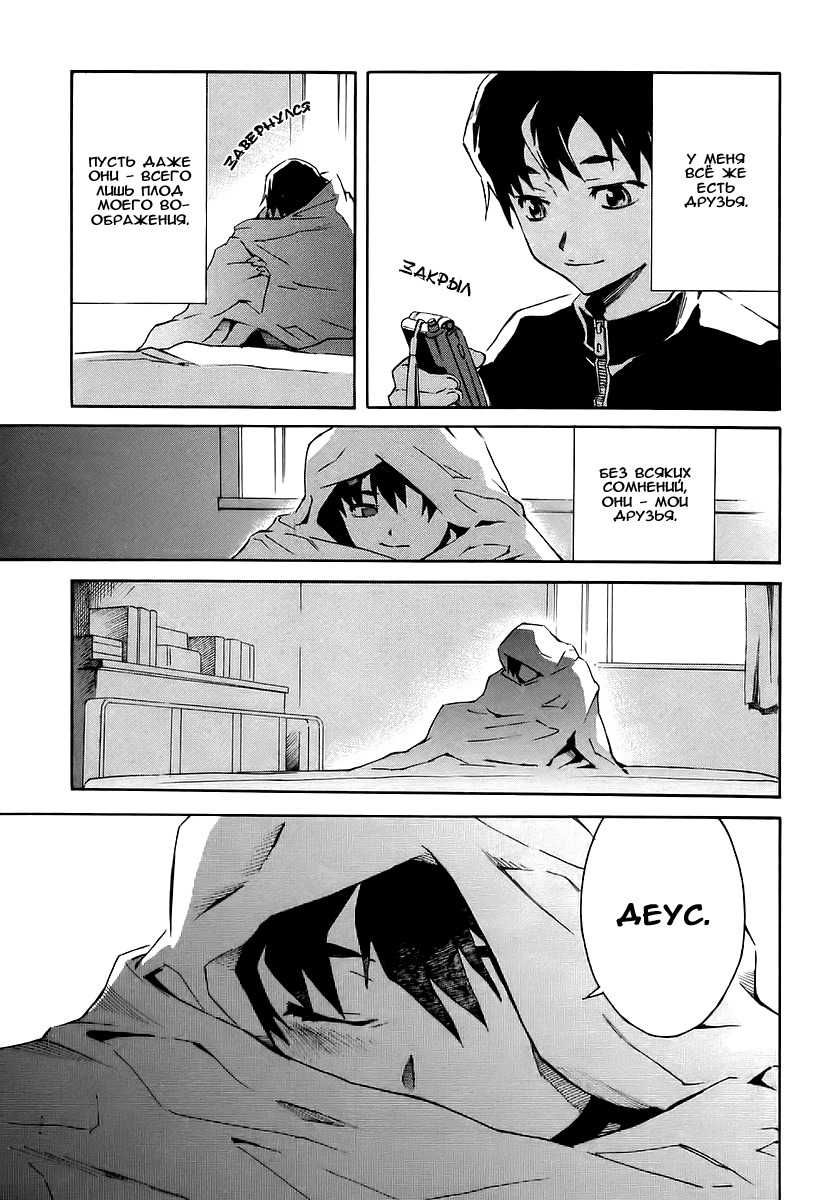 У МЕНЯ
ВСЁ ЖЕ
ЕСТЬ
ДРУЗЬЯ.
ЗАКРЫЛ
ЗАВЕРНУЛСЯ
ПУСТЬ ДАЖЕ
ОНИ - ВСЕГО
ЛИШЬ ПЛОД
МОЕГО ВО-
ОБРАЖЕНИЯ.
БЕЗ ВСЯКИХ
СОМНЕНИЙ,
ОНИ - МОИ
ДРУЗЬЯ.
ДЕУС.